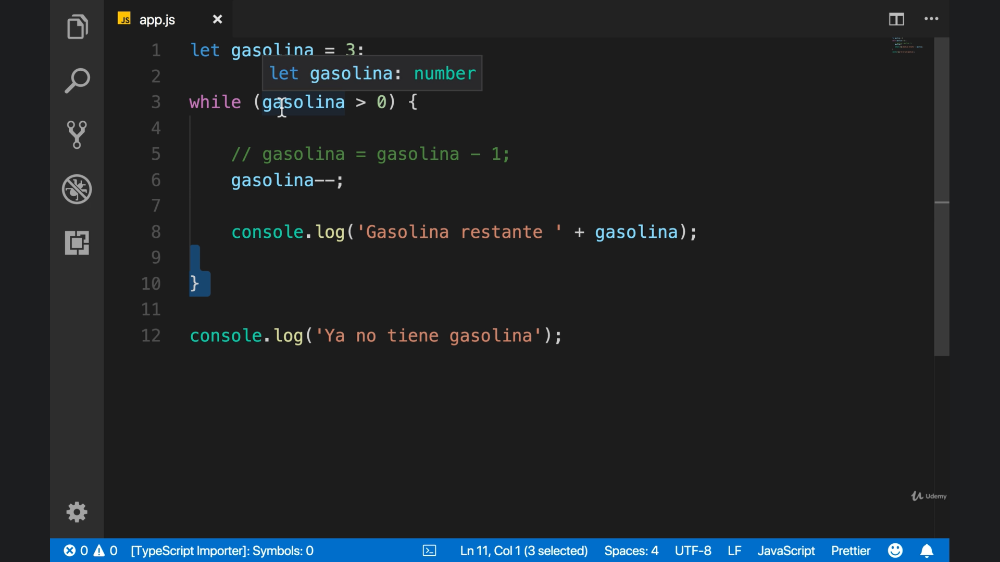 JS app.js
1 let gasolina = 3;
let gasolina: number
2
3 while (gasolina > 0) {
4
5 // gasolina = gasolina - 1;
6 gasolina--;
7
8 console.log('Gasolina restante ' + gasolina);
9
10 }
11
12 console.log('Ya no tiene gasolina');
Udemy
0 0 [TypeScript Importer]: Symbols: 0 Ln 11, Col 1 (3 selected) Spaces: 4 UTF-8 LF JavaScript Prettier